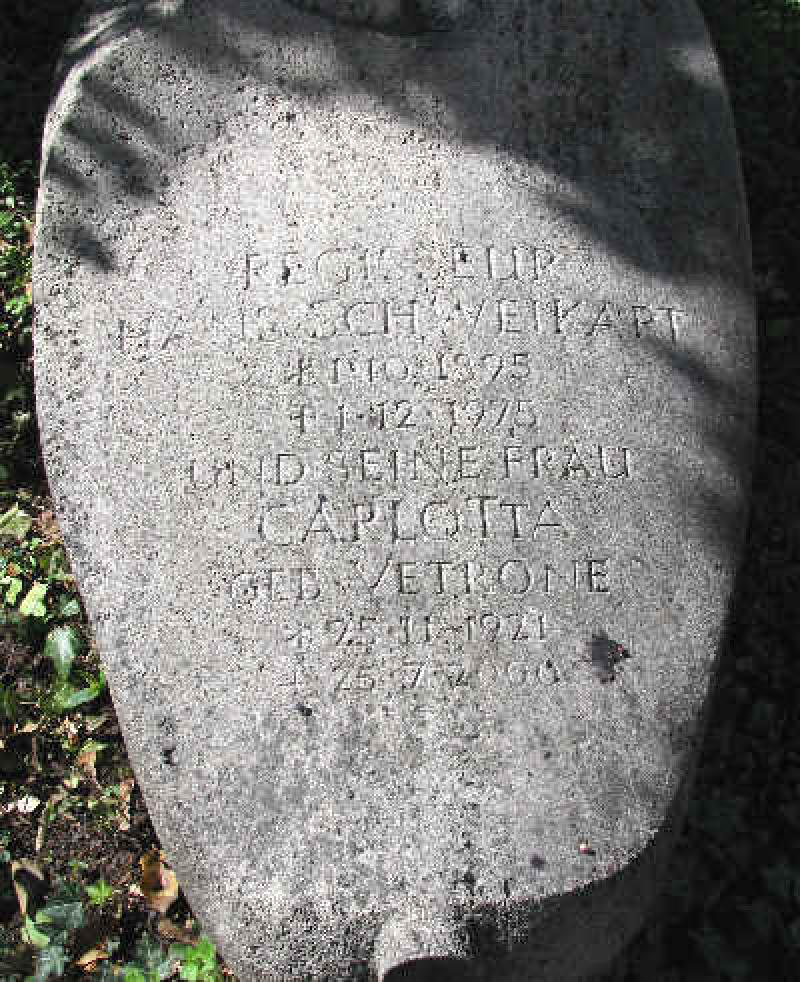 REGISSEUR
HANS SCHWEIKART
* 1·10·1895
† 1·12·1975
UND SEINE FRAU
CARLOTTA
GEB·VETRONE
* 25·11·1921
† 25·7·2000